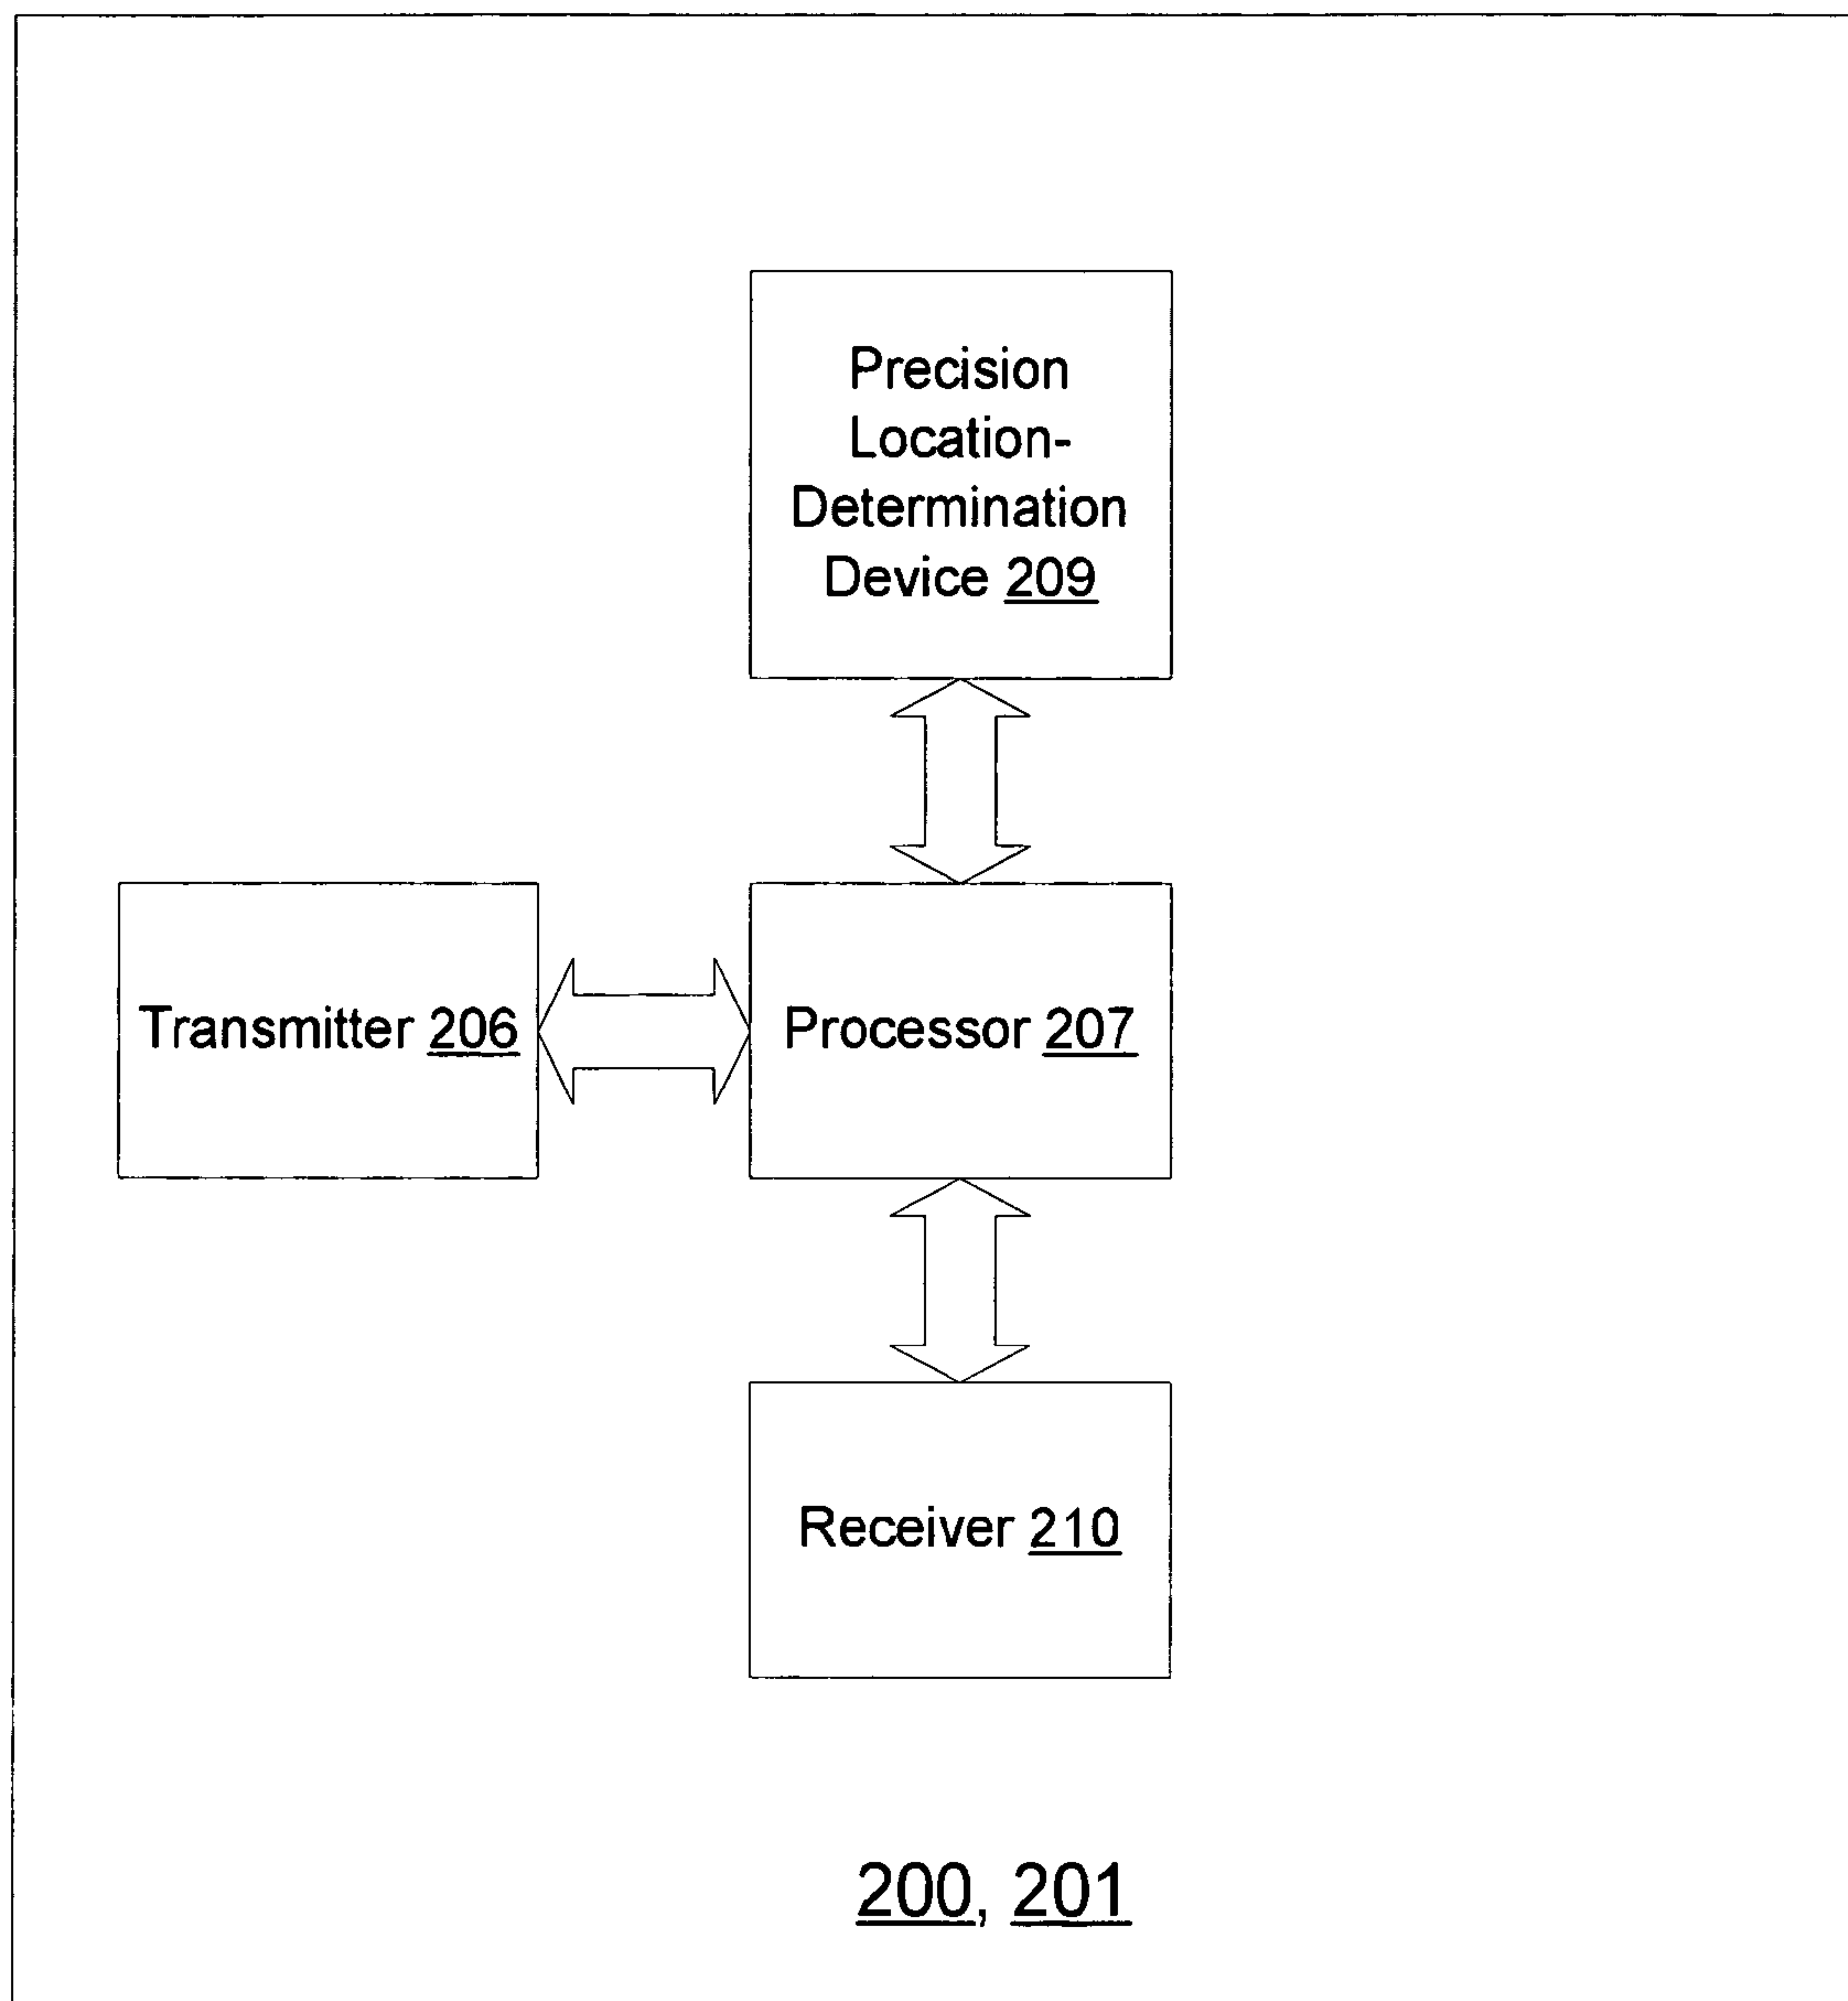 Precision
Location-
Determination
Device 209
Transmitter 206
Processor 207
Receiver 210
200, 201